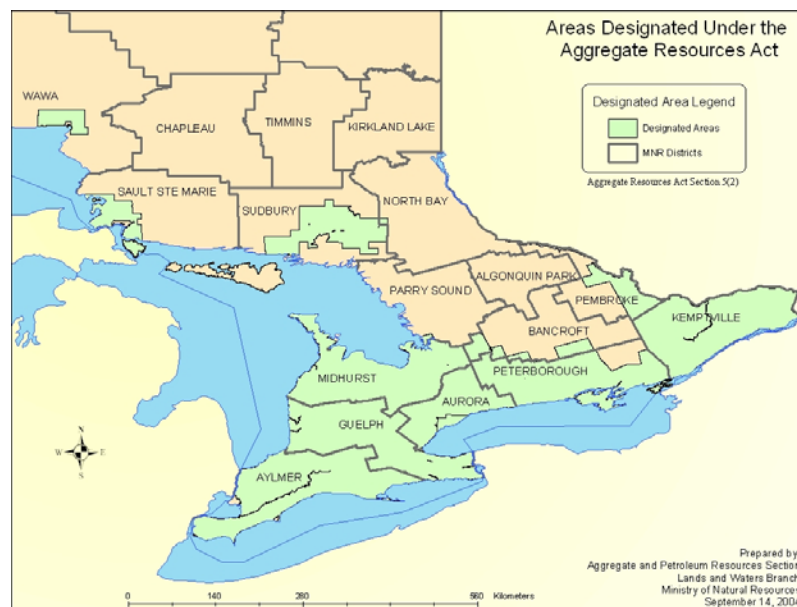 Areas Designated Under the
Aggregate Resources Act
Designated Area Legend
Designated Areas
MNR Districts
Aggregate Resources Act Section 5(2)
WAWA
CHAPLEAU
TIMMINS
KIRKLAND LAKE
SAULT STE MARIE
SUDBURY
NORTH BAY
PARRY SOUND
ALGONQUIN PARK
PEMBROKE
BANCROFT
KEMPTVILLE
PETERBOROUGH
MIDHURST
AURORA
GUELPH
AYLMER
N
W
E
S
0 140 280 560 Kilometers
Prepared by
Aggregate and Petroleum Resources Section
Lands and Waters Branch
Ministry of Natural Resources
September 14, 2004